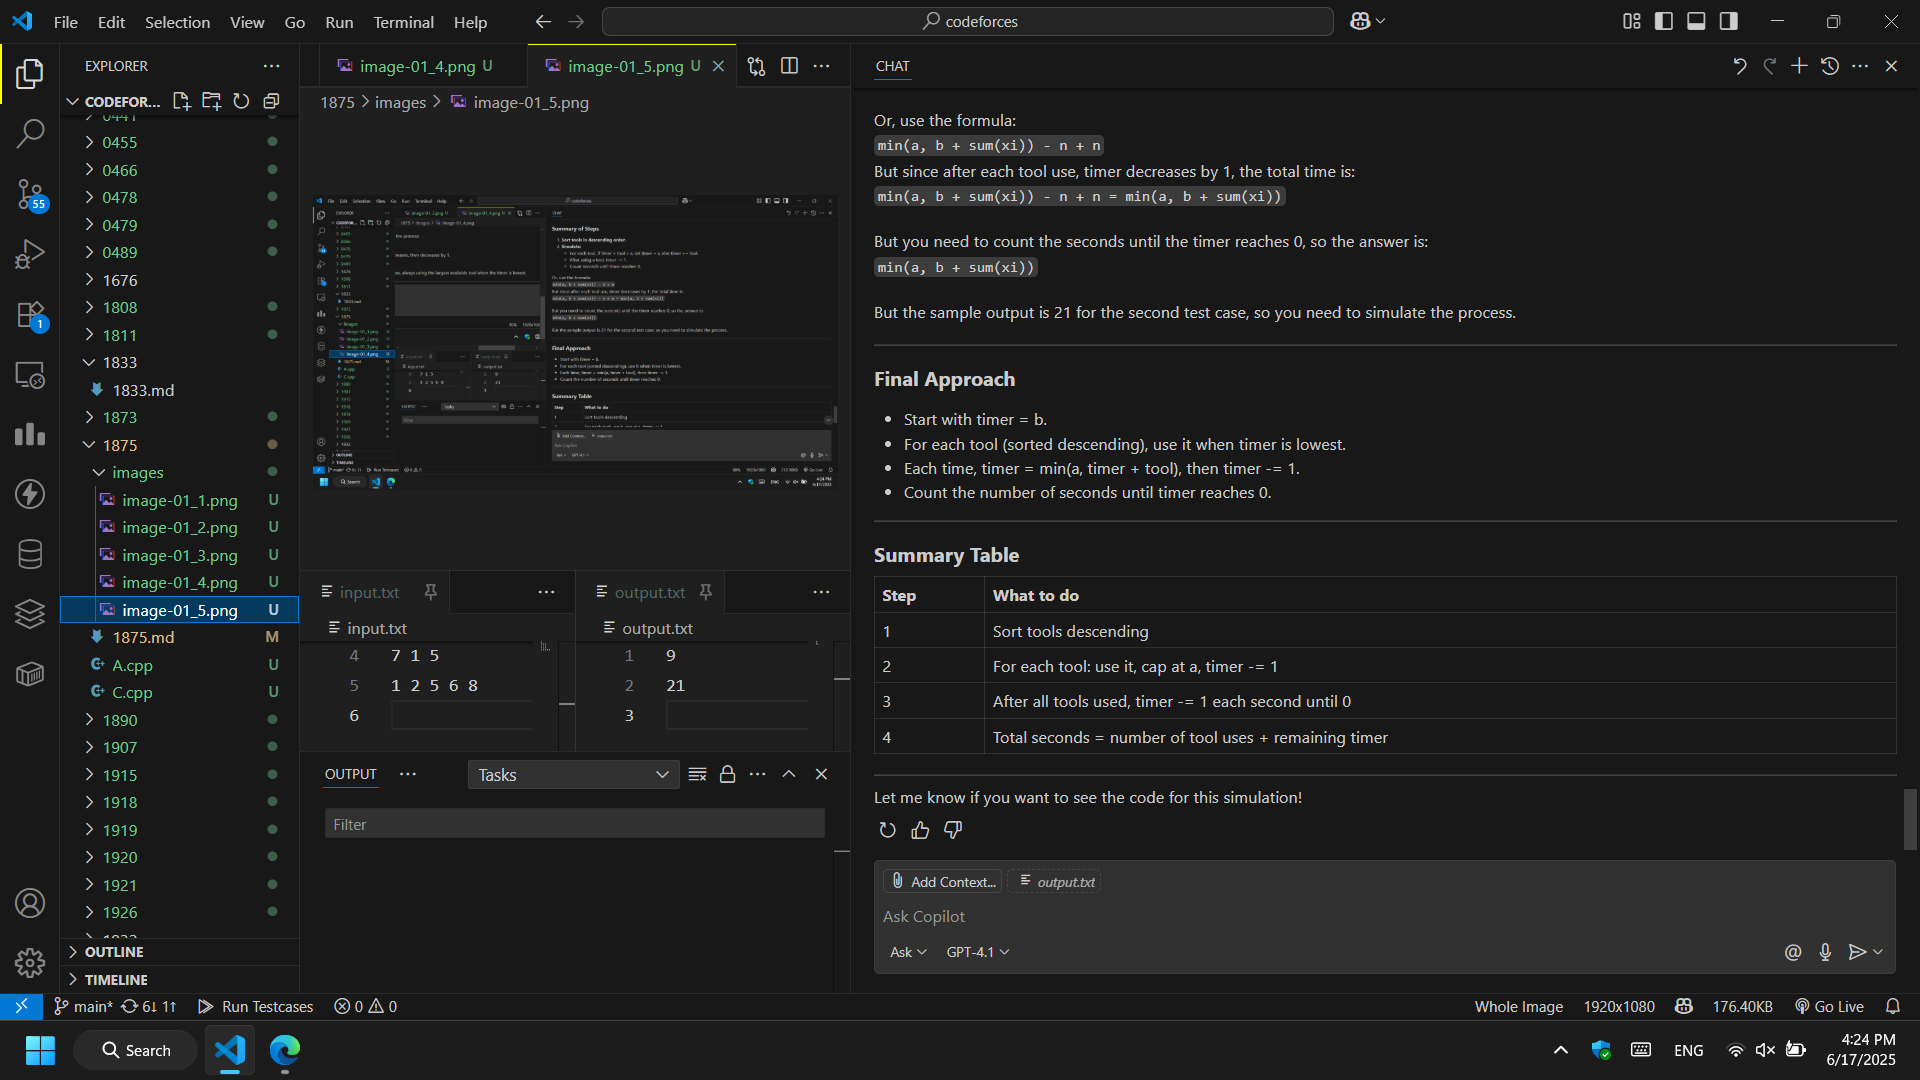 File Edit Selection View Go Run Terminal Help
codeforces
EXPLORER
CODEFOR...
0441
0455
0466
0478
0479
0489
1676
1808
1811
1833
1833.md
1873
1875
images
image-01_1.png U
image-01_2.png U
image-01_3.png U
image-01_4.png U
image-01_5.png U
1875.md M
A.cpp U
C.cpp U
1890
1907
1915
1918
1919
1920
1921
1926
OUTLINE
TIMELINE
55
1
image-01_4.png U
image-01_5.png U
1875 > images > image-01_5.png
input.txt
input.txt
4 7 1 5
5 1 2 5 6 8
6
output.txt
output.txt
1 9
2 21
3
OUTPUT
Tasks
Filter
CHAT
Or, use the formula:
min(a, b + sum(xi)) - n + n
But since after each tool use, timer decreases by 1, the total time is:
min(a, b + sum(xi)) - n + n = min(a, b + sum(xi))
But you need to count the seconds until the timer reaches 0, so the answer is:
min(a, b + sum(xi))
But the sample output is 21 for the second test case, so you need to simulate the process.
Final Approach
• Start with timer = b.
• For each tool (sorted descending), use it when timer is lowest.
• Each time, timer = min(a, timer + tool), then timer -= 1.
• Count the number of seconds until timer reaches 0.
Summary Table
Step What to do
1 Sort tools descending
2 For each tool: use it, cap at a, timer -= 1
3 After all tools used, timer -= 1 each second until 0
4 Total seconds = number of tool uses + remaining timer
Let me know if you want to see the code for this simulation!
Add Context...
output.txt
Ask Copilot
Ask
GPT-4.1
main*
6↓ 1↑
Run Testcases
0
0
Whole Image
1920x1080
176.40KB
Go Live
Search
ENG
4:24 PM
6/17/2025